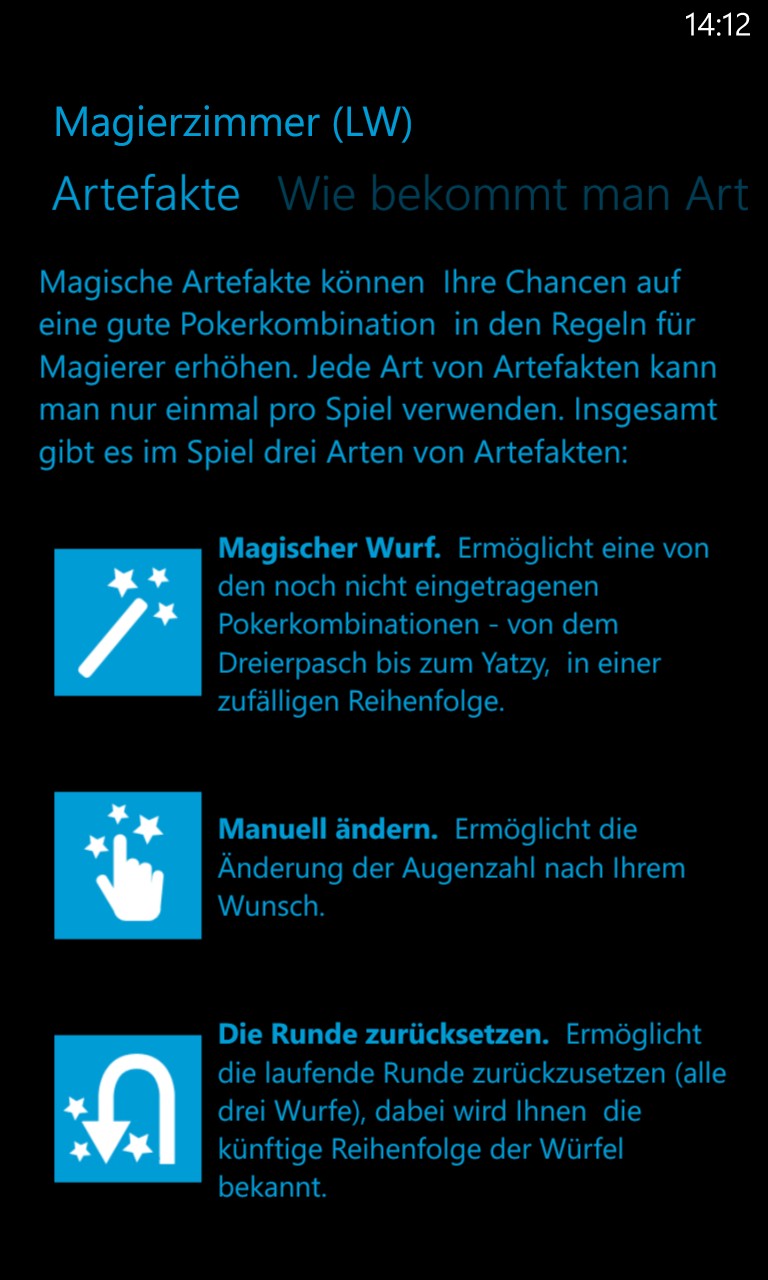 14:12
Magierzimmer (LW)
Artefakte Wie bekommt man Art
Magische Artefakte können  Ihre Chancen auf
eine gute Pokerkombination  in den Regeln für
Magierer erhöhen. Jede Art von Artefakten kann
man nur einmal pro Spiel verwenden. Insgesamt
gibt es im Spiel drei Arten von Artefakten:
Magischer Wurf.  Ermöglicht eine von
den noch nicht eingetragenen
Pokerkombinationen - von dem
Dreierpasch bis zum Yatzy,  in einer
zufälligen Reihenfolge.
Manuell ändern.  Ermöglicht die
Änderung der Augenzahl nach Ihrem
Wunsch.
Die Runde zurücksetzen.  Ermöglicht
die laufende Runde zurückzusetzen (alle
drei Wurfe), dabei wird Ihnen  die
künftige Reihenfolge der Würfel
bekannt.